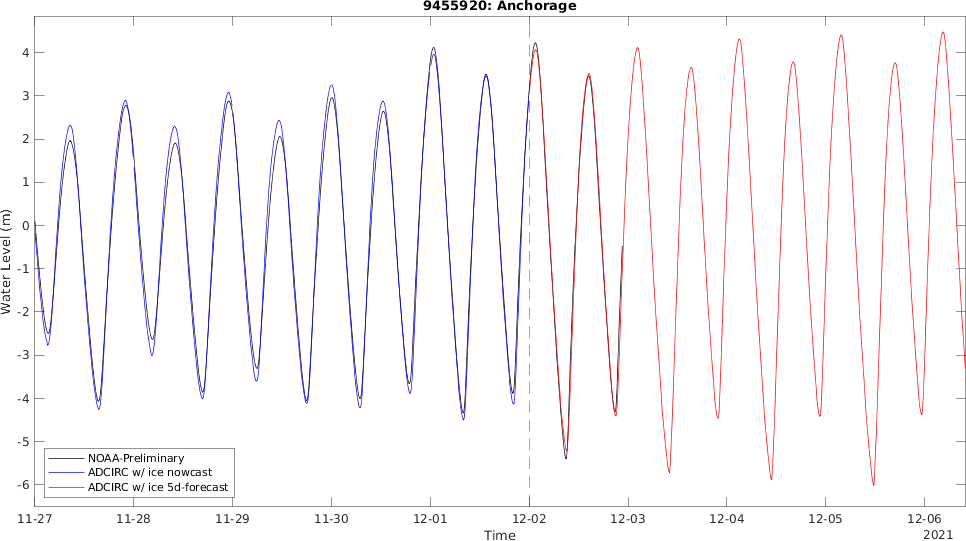 9455920: Anchorage
Water Level (m)
4
3
2
1
0
-1
-2
-3
-4
-5
-6
NOAA-Preliminary
ADCIRC w/ ice nowcast
ADCIRC w/ ice 5d-forecast
11-27 11-28 11-29 11-30 12-01 12-02 12-03 12-04 12-05 12-06
Time
2021